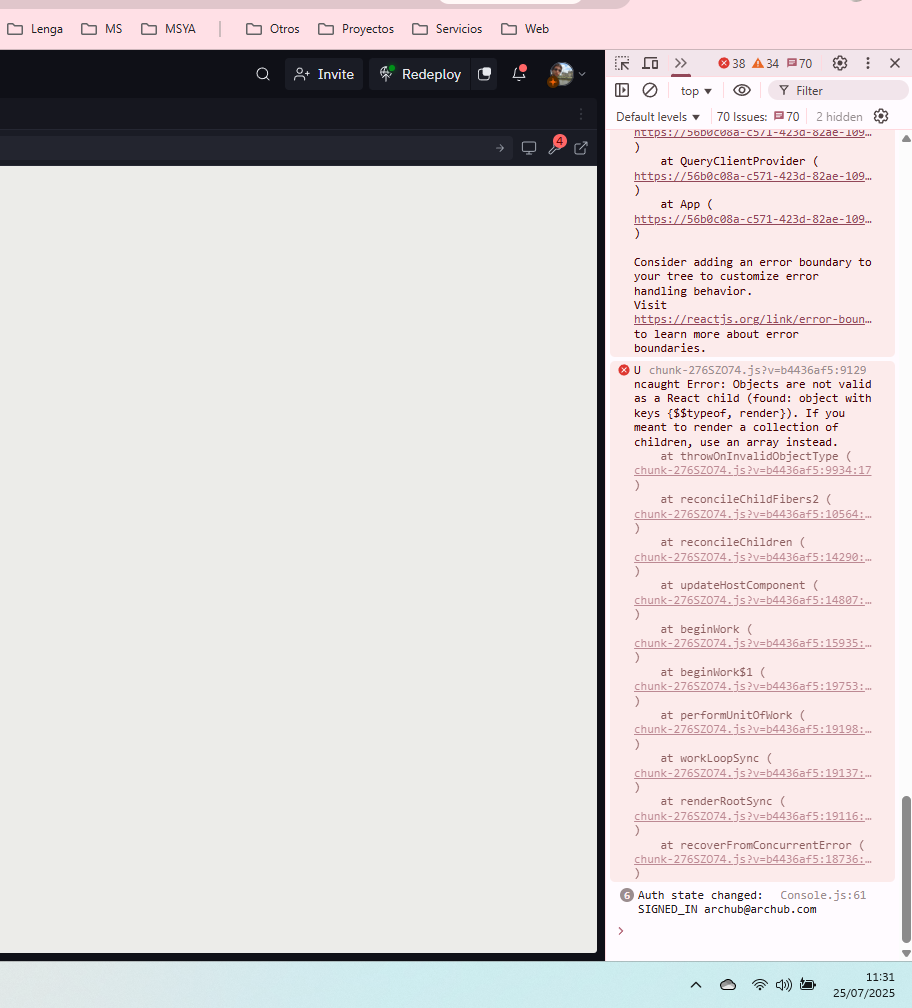 Lenga MS MSYA Otros Proyectos Servicios Web
Invite Redeploy
4
38 34 70
top Filter
Default levels 70 Issues: 70 2 hidden
https://56b0c08a-c571-423d-82ae-109…
)
at QueryClientProvider (
https://56b0c08a-c571-423d-82ae-109…
)
at App (
https://56b0c08a-c571-423d-82ae-109…
)
Consider adding an error boundary to
your tree to customize error
handling behavior.
Visit
https://reactjs.org/link/error-boun…
to learn more about error
boundaries.
U chunk-276SZO74.js?v=b4436af5:9129
ncaught Error: Objects are not valid
as a React child (found: object with
keys {$$typeof, render}). If you
meant to render a collection of
children, use an array instead.
at throwOnInvalidObjectType (
chunk-276SZO74.js?v=b4436af5:9934:17
)
at reconcileChildFibers2 (
chunk-276SZO74.js?v=b4436af5:10564:…
)
at reconcileChildren (
chunk-276SZO74.js?v=b4436af5:14290:…
)
at updateHostComponent (
chunk-276SZO74.js?v=b4436af5:14807:…
)
at beginWork (
chunk-276SZO74.js?v=b4436af5:15935:…
)
at beginWork$1 (
chunk-276SZO74.js?v=b4436af5:19753:…
)
at performUnitOfWork (
chunk-276SZO74.js?v=b4436af5:19198:…
)
at workLoopSync (
chunk-276SZO74.js?v=b4436af5:19137:…
)
at renderRootSync (
chunk-276SZO74.js?v=b4436af5:19116:…
)
at recoverFromConcurrentError (
chunk-276SZO74.js?v=b4436af5:18736:…
)
6 Auth state changed: Console.js:61
SIGNED_IN archub@archub.com
11:31
25/07/2025